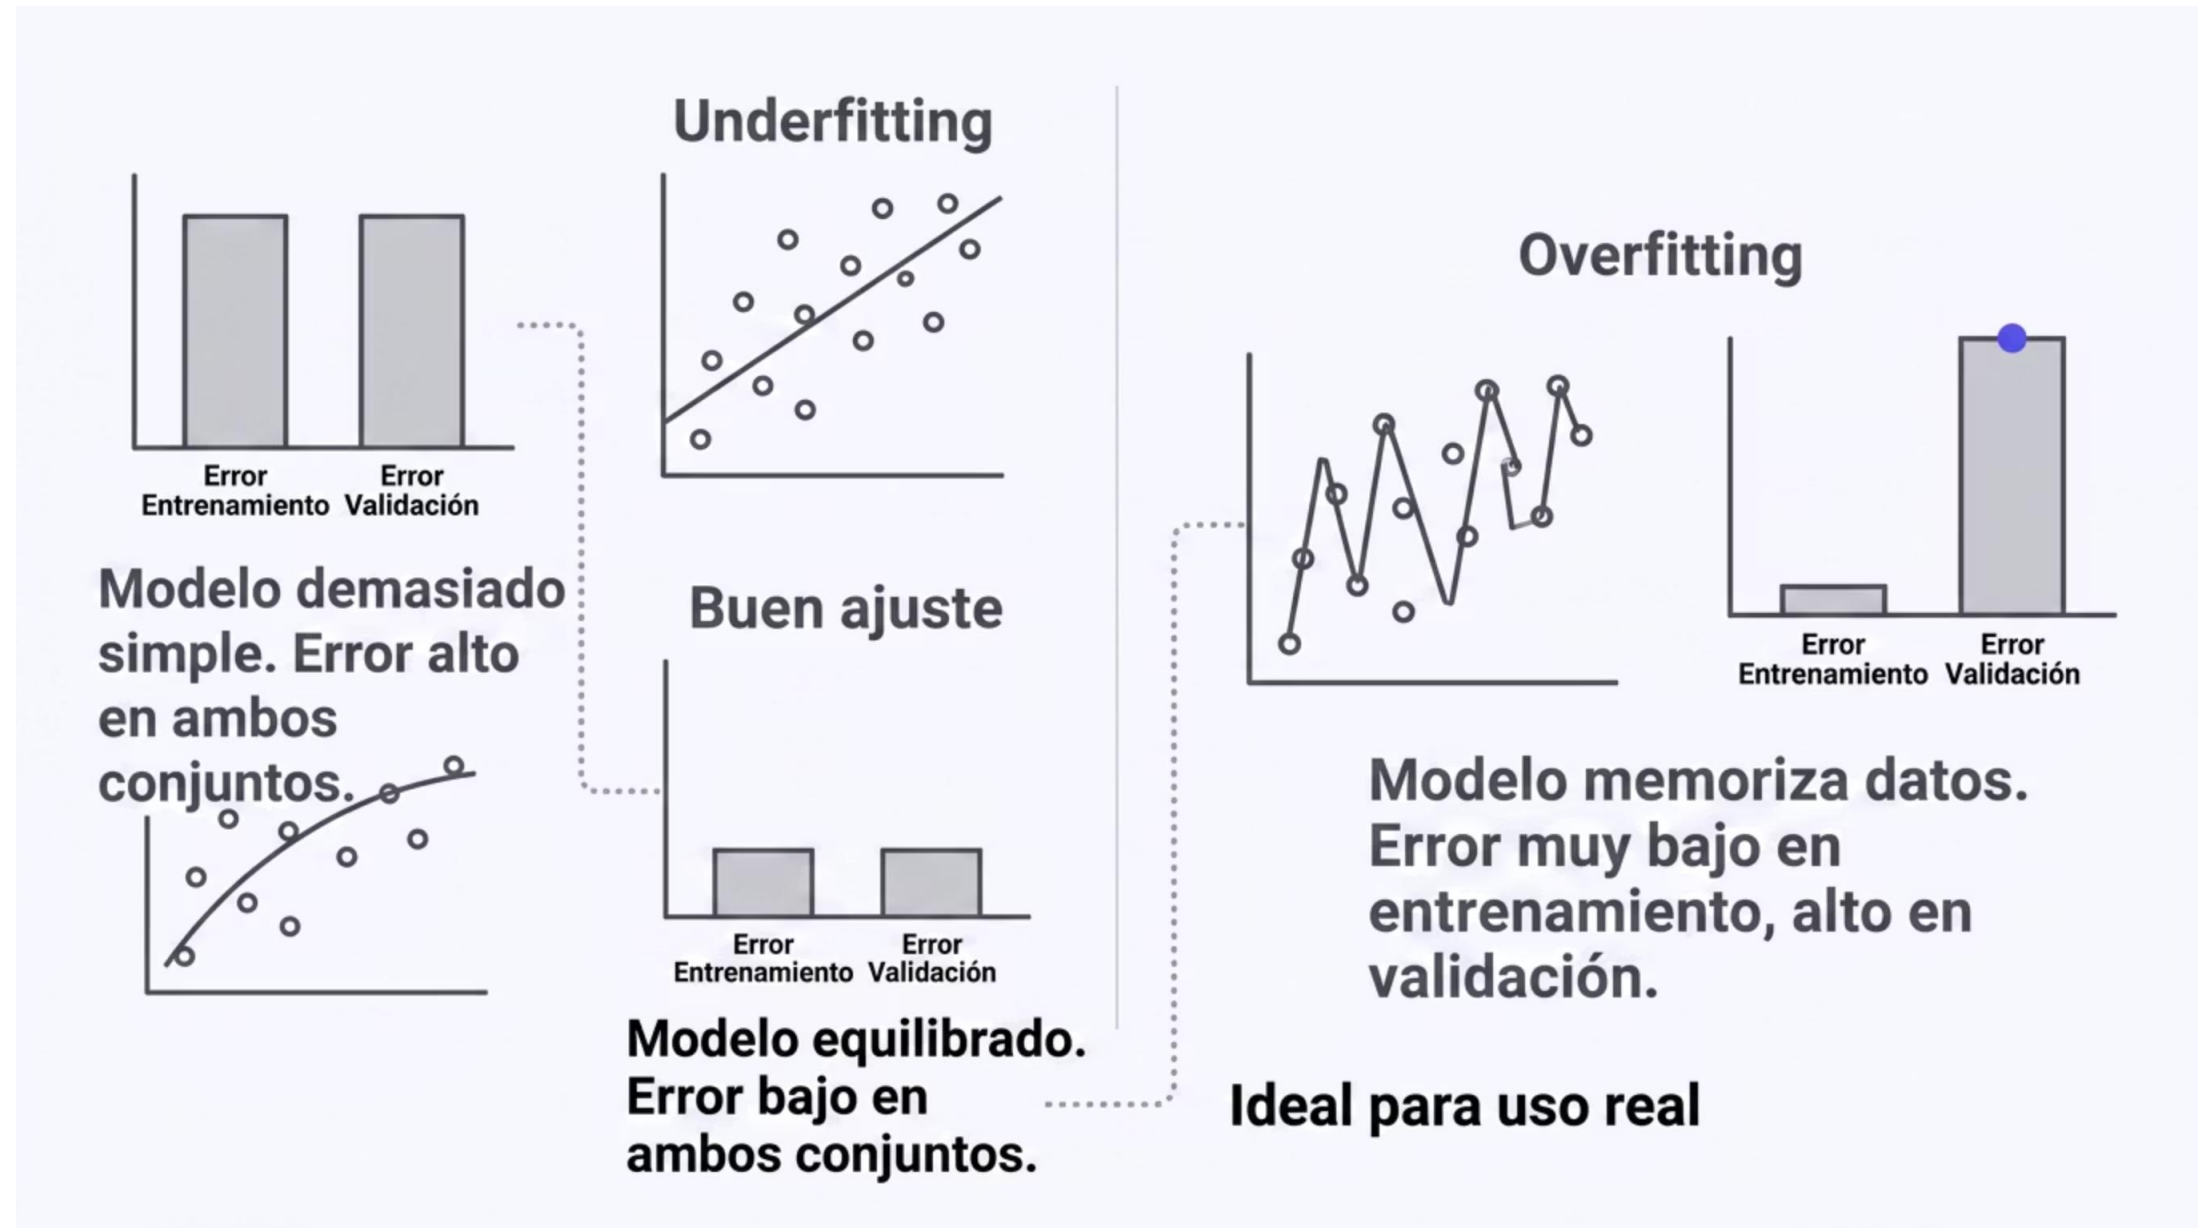 Underfitting
Error
Entrenamiento
Error
Validación
Modelo demasiado
simple. Error alto
en ambos
conjuntos.
Buen ajuste
Error
Entrenamiento
Error
Validación
Modelo equilibrado.
Error bajo en
ambos conjuntos.
Overfitting
Error
Entrenamiento
Error
Validación
Modelo memoriza datos.
Error muy bajo en
entrenamiento, alto en
validación.
Ideal para uso real